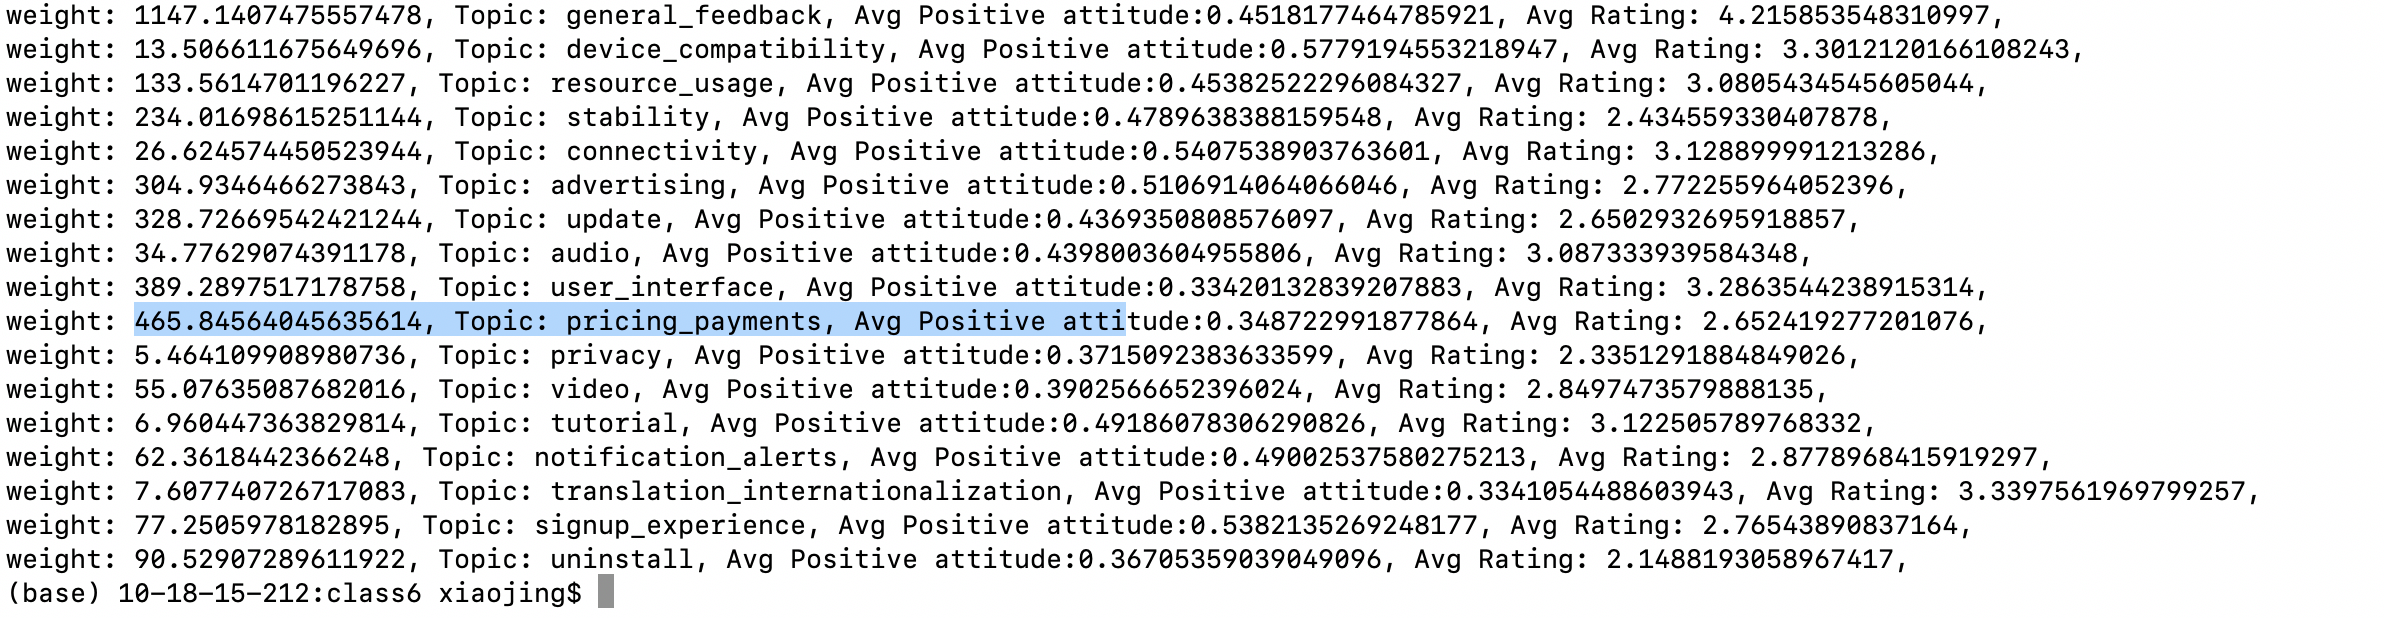 weight: 1147.1407475557478, Topic: general_feedback, Avg Positive attitude:0.4518177464785921, Avg Rating: 4.215853548310997,
weight: 13.506611675649696, Topic: device_compatibility, Avg Positive attitude:0.5779194553218947, Avg Rating: 3.3012120166108243,
weight: 133.5614701196227, Topic: resource_usage, Avg Positive attitude:0.45382522296084327, Avg Rating: 3.0805434545605044,
weight: 234.01698615251144, Topic: stability, Avg Positive attitude:0.4789638388159548, Avg Rating: 2.434559330407878,
weight: 26.624574450523944, Topic: connectivity, Avg Positive attitude:0.5407538903763601, Avg Rating: 3.128899991213286,
weight: 304.9346466273843, Topic: advertising, Avg Positive attitude:0.5106914064066046, Avg Rating: 2.772255964052396,
weight: 328.72669542421244, Topic: update, Avg Positive attitude:0.4369350808576097, Avg Rating: 2.6502932695918857,
weight: 34.77629074391178, Topic: audio, Avg Positive attitude:0.4398003604955806, Avg Rating: 3.087333939584348,
weight: 389.2897517178758, Topic: user_interface, Avg Positive attitude:0.33420132839207883, Avg Rating: 3.2863544238915314,
weight: 465.84564045635614, Topic: pricing_payments, Avg Positive attitude:0.348722991877864, Avg Rating: 2.652419277201076,
weight: 5.464109908980736, Topic: privacy, Avg Positive attitude:0.3715092383633599, Avg Rating: 2.3351291884849026,
weight: 55.07635087682016, Topic: video, Avg Positive attitude:0.3902566652396024, Avg Rating: 2.8497473579888135,
weight: 6.960447363829814, Topic: tutorial, Avg Positive attitude:0.49186078306290826, Avg Rating: 3.122505789768332,
weight: 62.3618442366248, Topic: notification_alerts, Avg Positive attitude:0.49002537580275213, Avg Rating: 2.8778968415919297,
weight: 7.607740726717083, Topic: translation_internationalization, Avg Positive attitude:0.3341054488603943, Avg Rating: 3.3397561969799257,
weight: 77.2505978182895, Topic: signup_experience, Avg Positive attitude:0.5382135269248177, Avg Rating: 2.76543890837164,
weight: 90.52907289611922, Topic: uninstall, Avg Positive attitude:0.36705359039049096, Avg Rating: 2.1488193058967417,
(base) 10-18-15-212:class6 xiaojing$